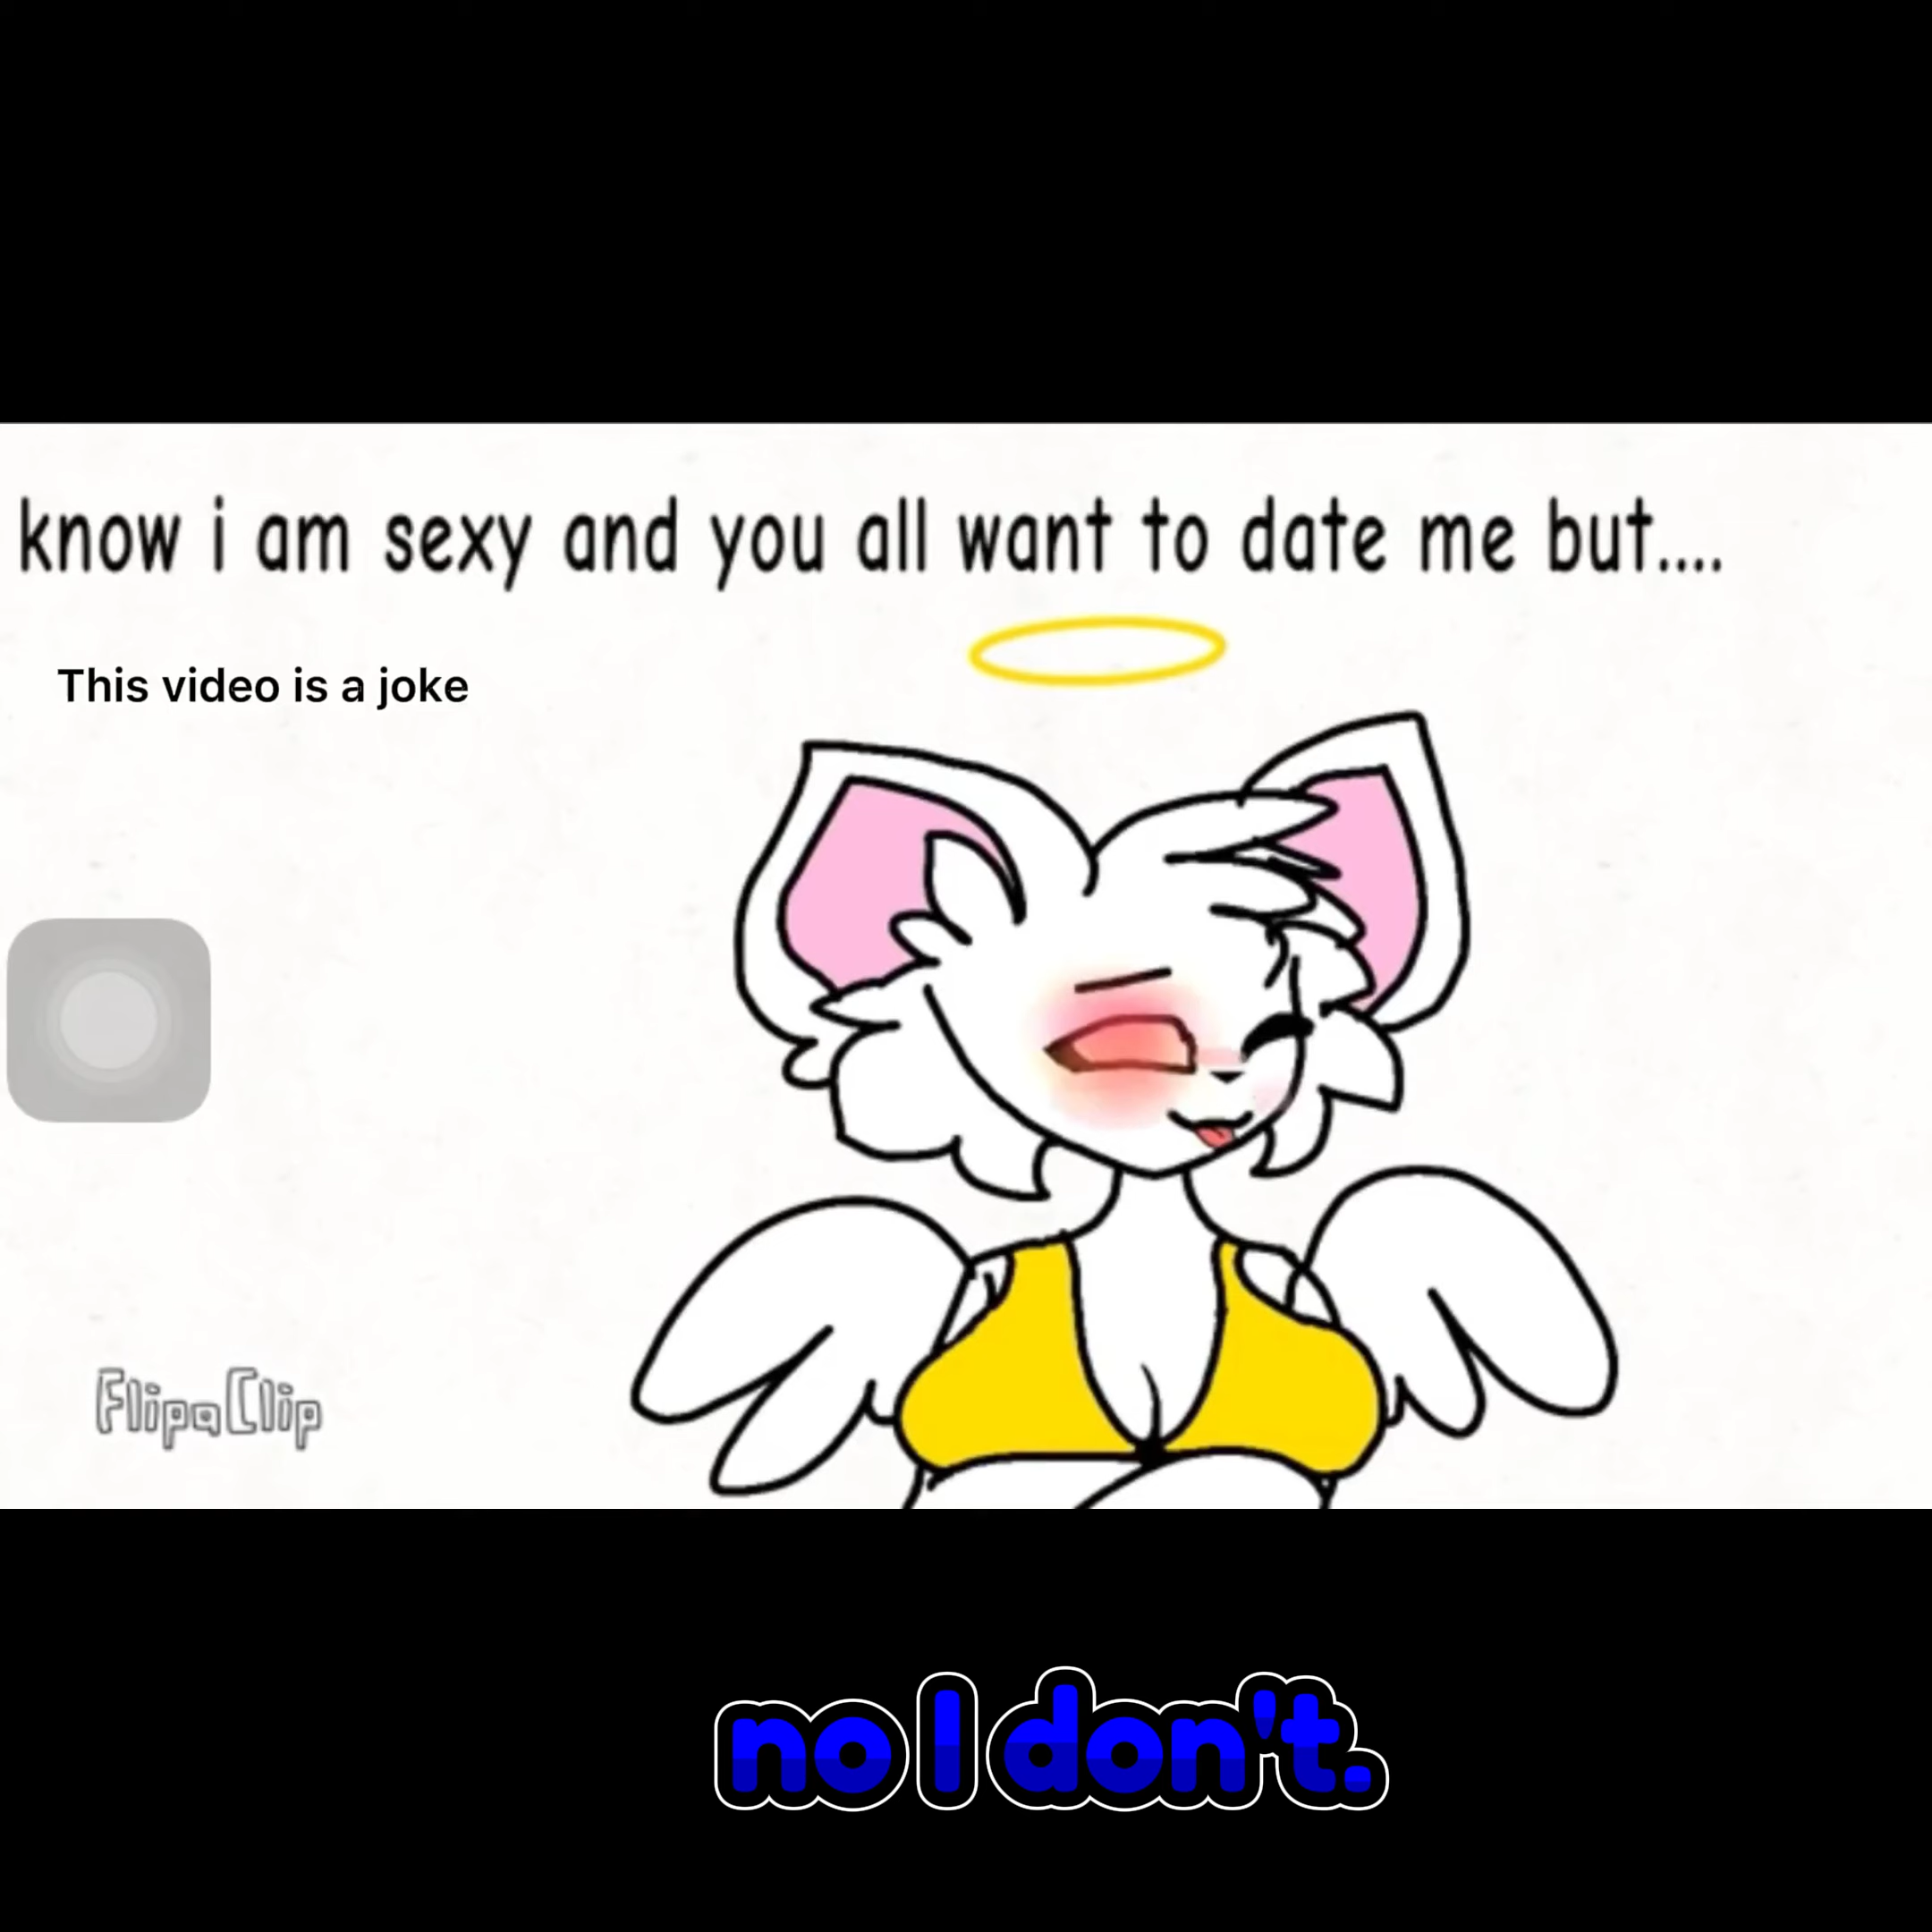 know i am sexy and you all want to date me but....
This video is a joke
FlipaClip
no I don't.